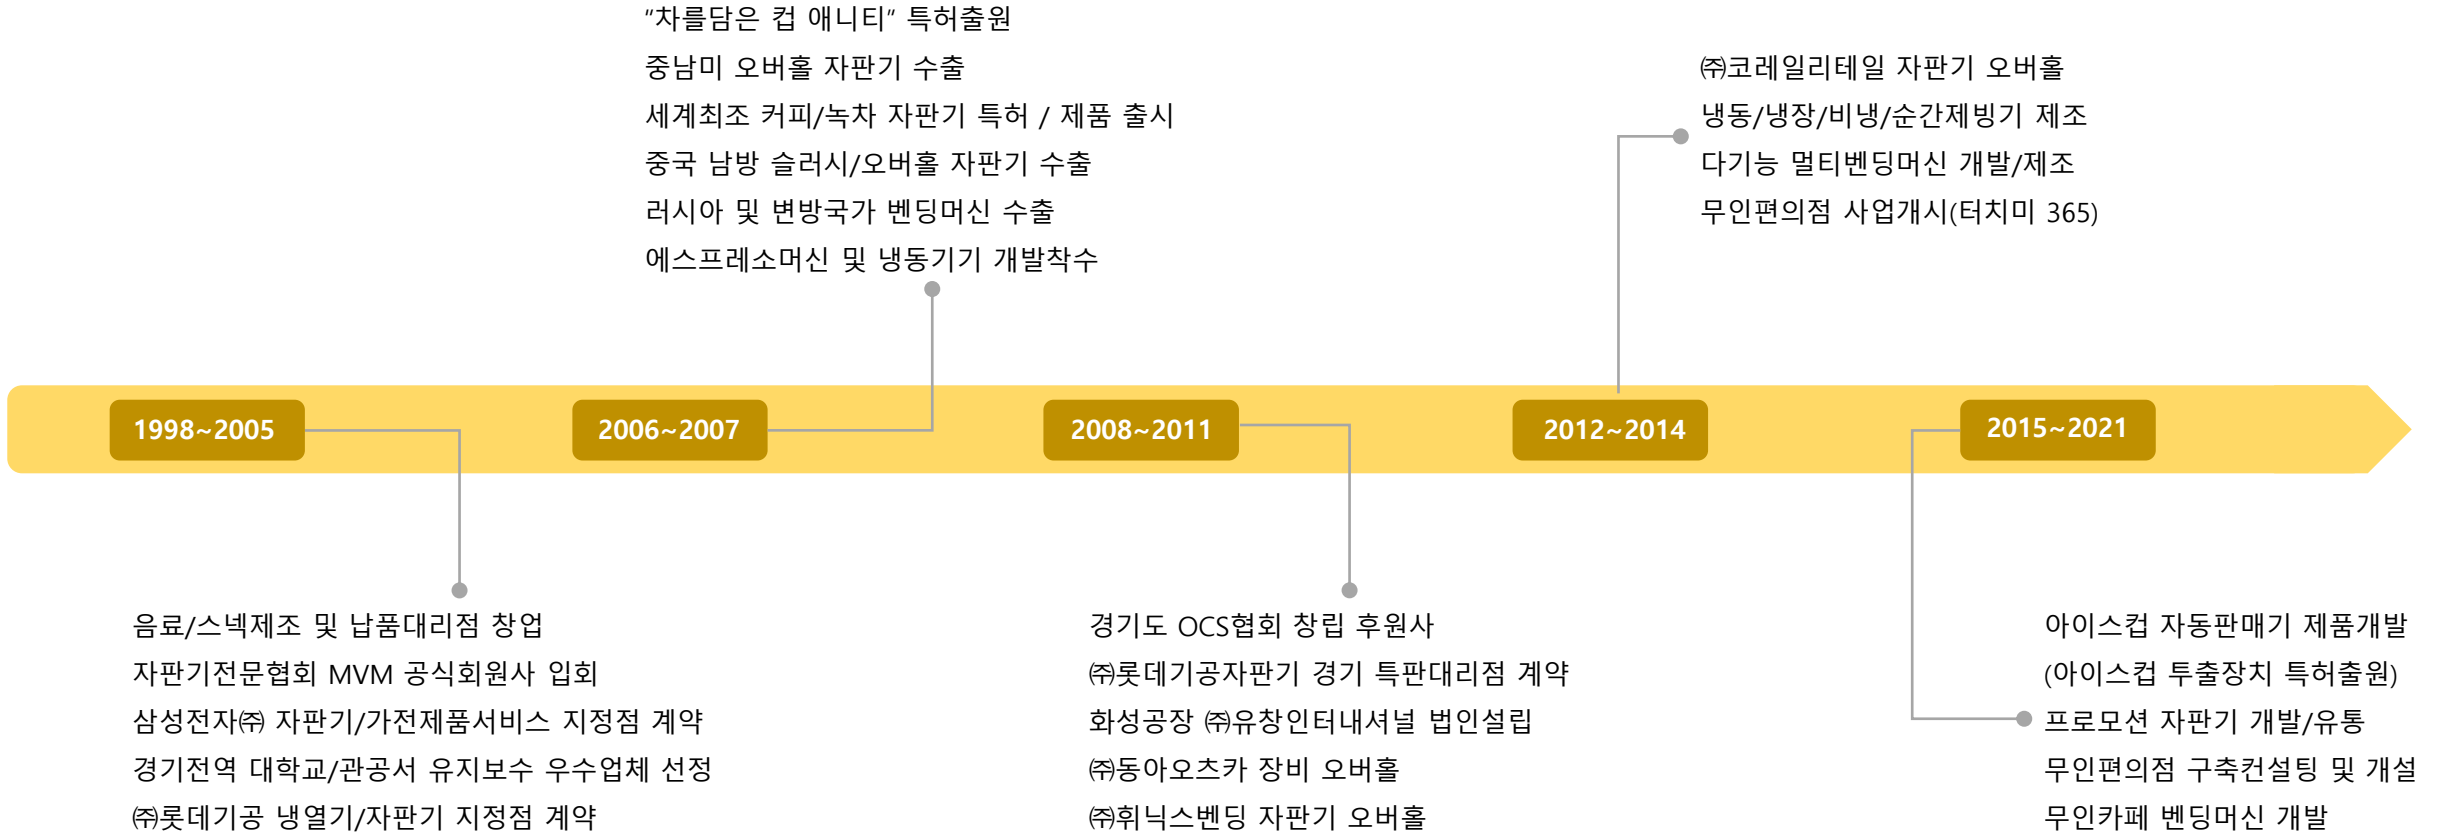 “차를담은 컵 애니티” 특허출원
중남미 오버홀 자판기 수출
세계최조 커피/녹차 자판기 특허 / 제품 출시
중국 남방 슬러시/오버홀 자판기 수출
러시아 및 변방국가 벤딩머신 수출
에스프레소머신 및 냉동기기 개발착수
㈜코레일리테일 자판기 오버홀
냉동/냉장/비냉/순간제빙기 제조
다기능 멀티벤딩머신 개발/제조
무인편의점 사업개시(터치미 365)
1998~2005
2006~2007
2008~2011
2012~2014
2015~2021
음료/스넥제조 및 납품대리점 창업
자판기전문협회 MVM 공식회원사 입회
삼성전자㈜ 자판기/가전제품서비스 지정점 계약
경기전역 대학교/관공서 유지보수 우수업체 선정
㈜롯데기공 냉열기/자판기 지정점 계약
경기도 OCS협회 창립 후원사
㈜롯데기공자판기 경기 특판대리점 계약
화성공장 ㈜유창인터내셔널 법인설립
㈜동아오츠카 장비 오버홀
㈜휘닉스벤딩 자판기 오버홀
아이스컵 자동판매기 제품개발
(아이스컵 투출장치 특허출원)
프로모션 자판기 개발/유통
무인편의점 구축컨설팅 및 개설
무인카페 벤딩머신 개발